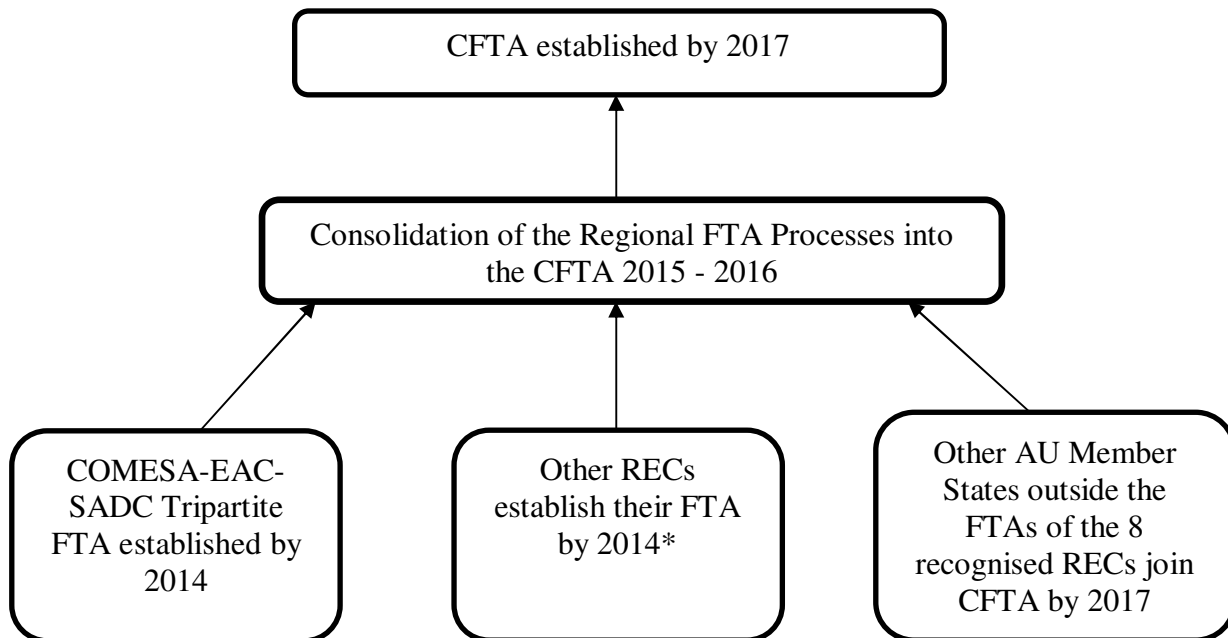 CFTA established by 2017
Consolidation of the Regional FTA Processes into
the CFTA 2015 - 2016
COMESA-EAC-
SADC Tripartite
FTA established by
2014
Other RECs
establish their FTA
by 2014*
Other AU Member
States outside the
FTAs of the 8
recognised RECs join
CFTA by 2017